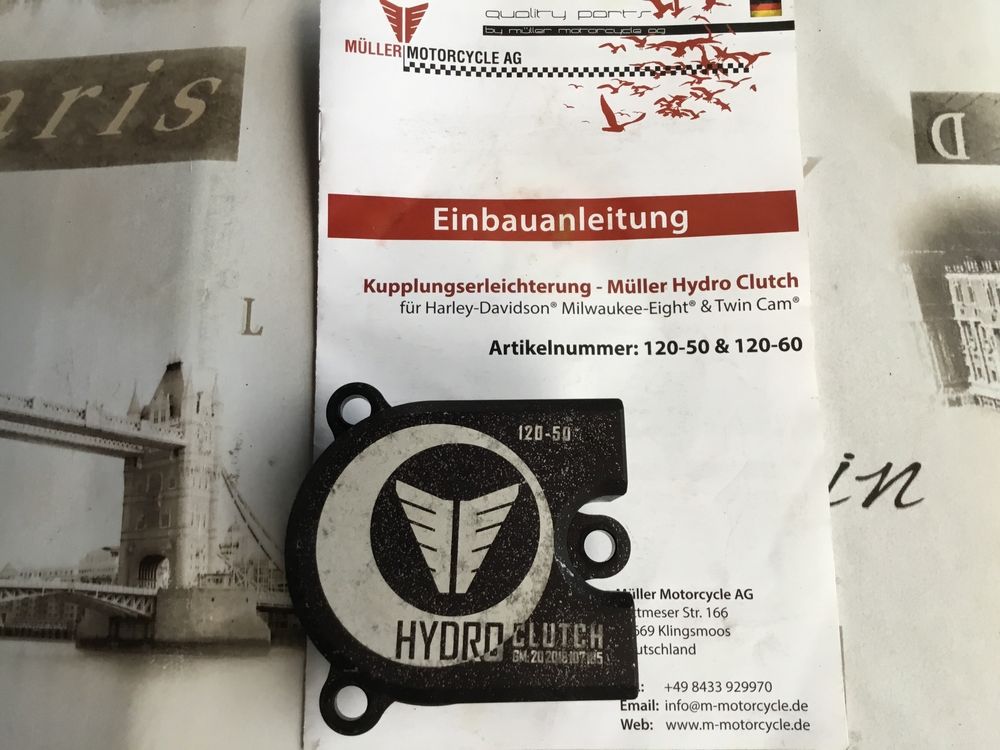 aris
quality parts
by müller motorcycle ag
MÜLLER MOTORCYCLE AG
D
Einbauanleitung
Kupplungserleichterung - Müller Hydro Clutch
für Harley-Davidson® Milwaukee-Eight® & Twin Cam®
L
Artikelnummer: 120-50 & 120-60
120-50
in
HYDRO CLUTCH
Müller Motorcycle AG
tmeser Str. 166
669 Klingsmoos
utschland
+49 8433 929970
Email: info@m-motorcycle.de
Web: www.m-motorcycle.de